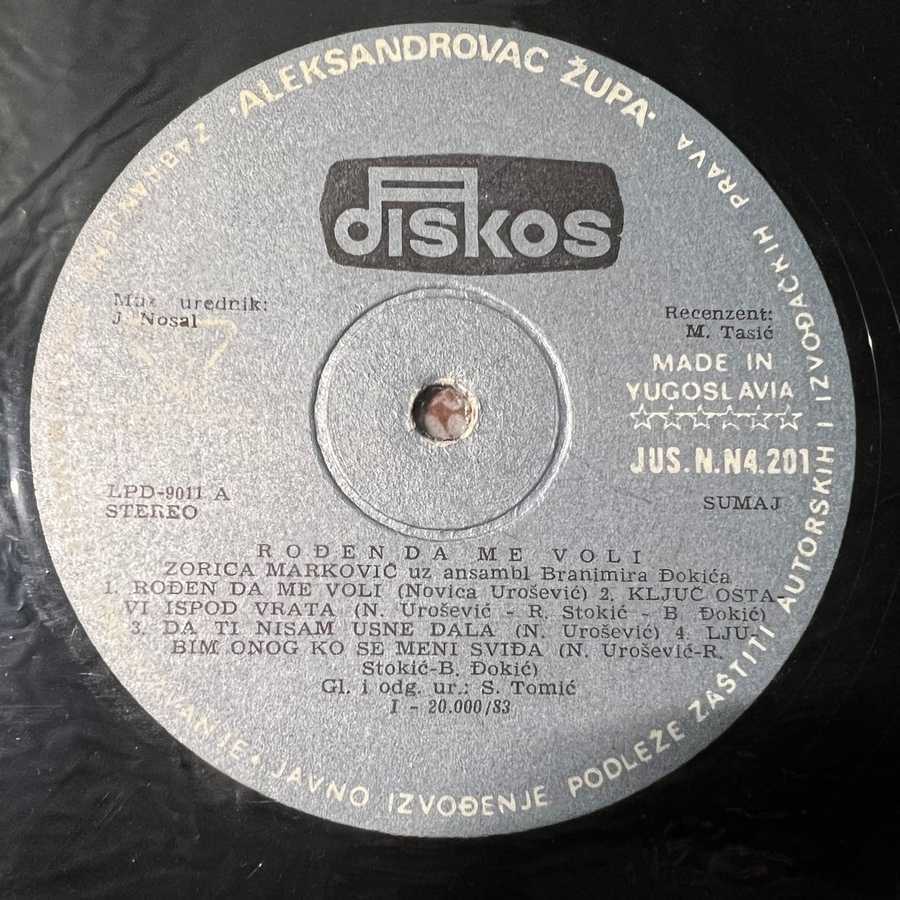 "ALEKSANDROVAC ŽUPA"
diskos
Muz. urednik:
J. Nosal
Recenzent:
M. Tasić
MADE IN
YUGOSLAVIA
JUS.N.N4.201
LPD-9011 A
STEREO
SUMAJ
ROĐEN DA ME VOLI
ZORICA MARKOVIĆ uz ansambl Branimira Đokića
1. ROĐEN DA ME VOLI (Novica Urošević) 2. KLJUČ OSTA-
VI ISPOD VRATA (N. Urošević - R. Stokić - B Đokić)
3. DA TI NISAM USNE DALA (N. Urošević) 4. LJU-
BIM ONOG KO SE MENI SVIĐA (N. Urošević-R.
Stokić-B. Đokić)
Gl. i odg. ur.: S. Tomić
I - 20.000/83
JAVNO IZVOĐENJE PODLEŽE ZAŠTITI AUTORSKIH I IZVOĐAČKIH PRAVA